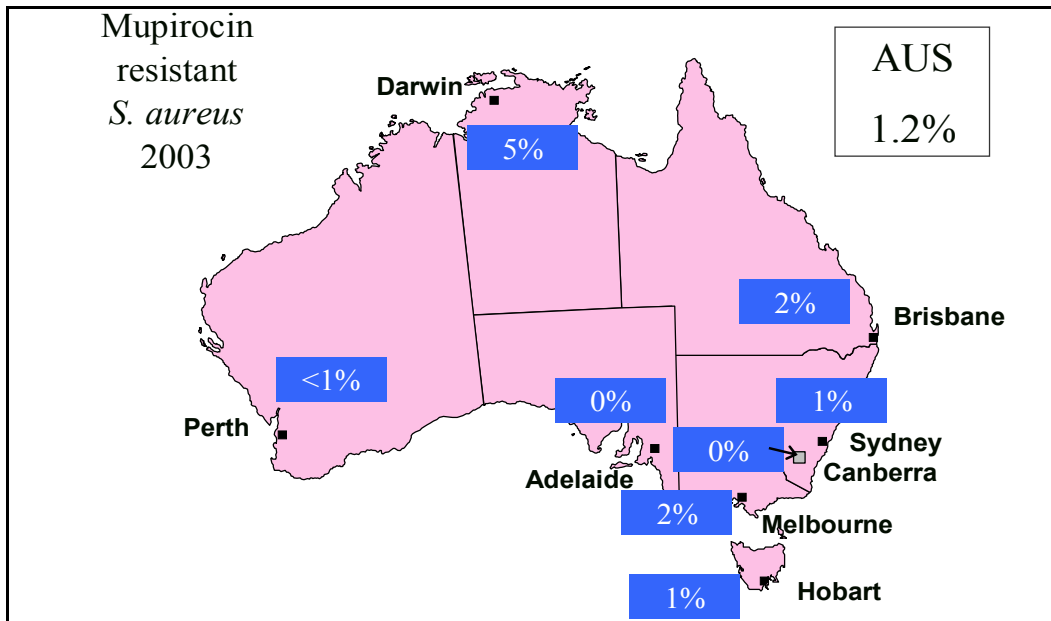 Mupirocin
resistant
S. aureus
2003
AUS
1.2%
Darwin
5%
2%
Brisbane
<1%
Perth
0%
Adelaide
1%
Sydney
0%
Canberra
2%
Melbourne
1%
Hobart